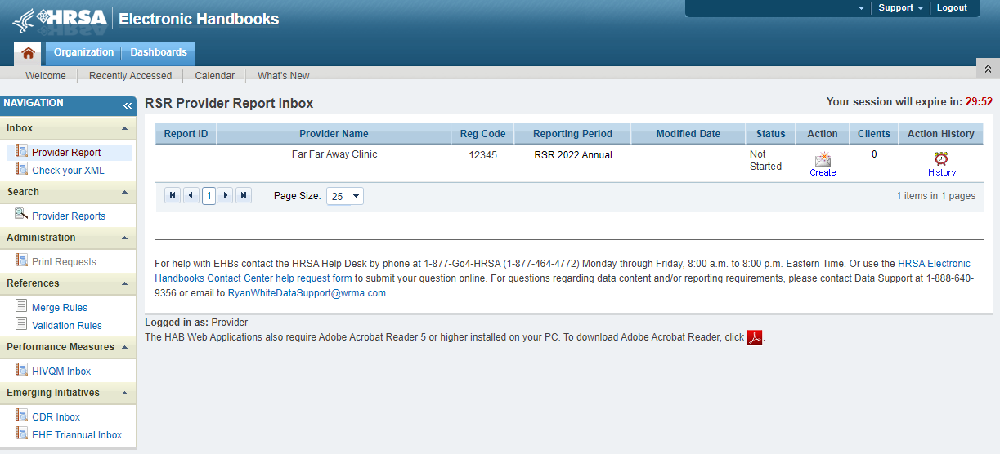 HRSA Electronic Handbooks
Support Logout
Organization Dashboards
Welcome Recently Accessed Calendar What's New
NAVIGATION
Inbox
Provider Report
Check your XML
Search
Provider Reports
Administration
Print Requests
References
Merge Rules
Validation Rules
Performance Measures
HIVQM Inbox
Emerging Initiatives
CDR Inbox
EHE Triannual Inbox
RSR Provider Report Inbox
Your session will expire in: 29:52
Report ID Provider Name Reg Code Reporting Period Modified Date Status Action Clients Action History
Far Far Away Clinic 12345 RSR 2022 Annual Not Started Create 0 History
1 Page Size: 25 1 items in 1 pages
For help with EHBs contact the HRSA Help Desk by phone at 1-877-Go4-HRSA (1-877-464-4772) Monday through Friday, 8:00 a.m. to 8:00 p.m. Eastern Time. Or use the HRSA Electronic
Handbooks Contact Center help request form to submit your question online. For questions regarding data content and/or reporting requirements, please contact Data Support at 1-888-640-
9356 or email to RyanWhiteDataSupport@wrma.com
Logged in as: Provider
The HAB Web Applications also require Adobe Acrobat Reader 5 or higher installed on your PC. To download Adobe Acrobat Reader, click .